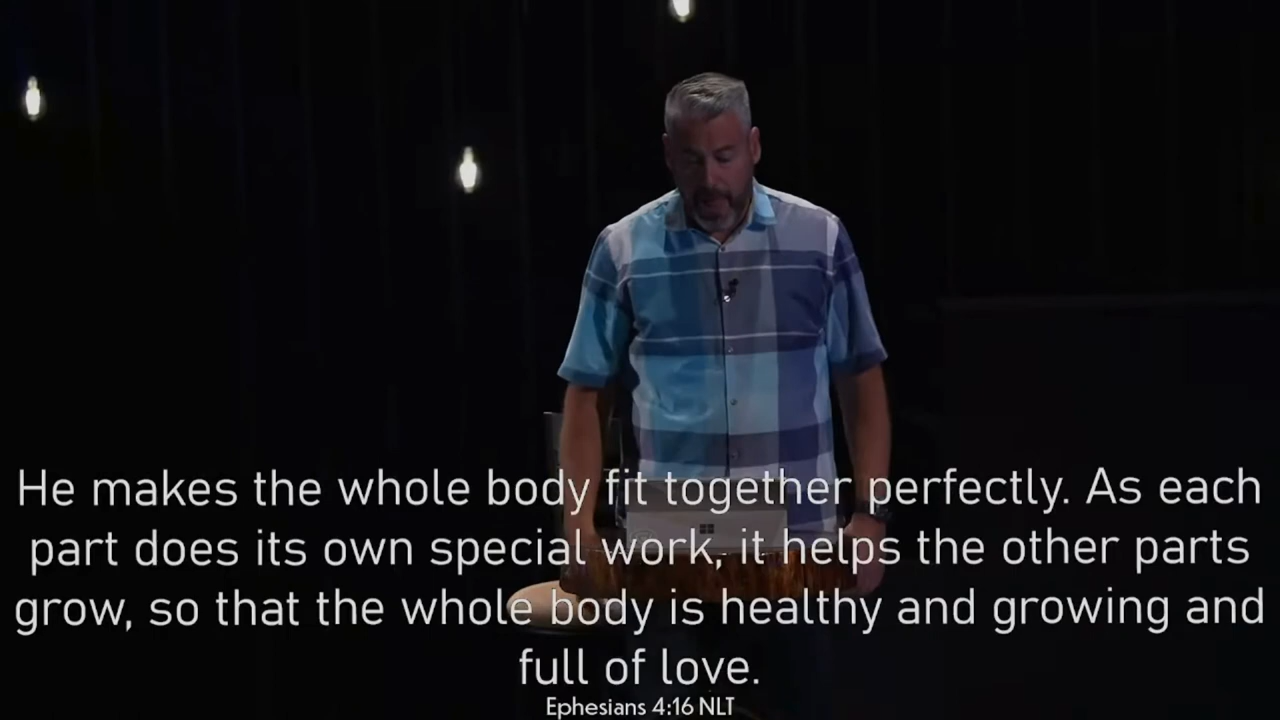 He makes the whole body fit together perfectly. As each
part does its own special work, it helps the other parts
grow, so that the whole body is healthy and growing and
full of love.
Ephesians 4:16 NLT